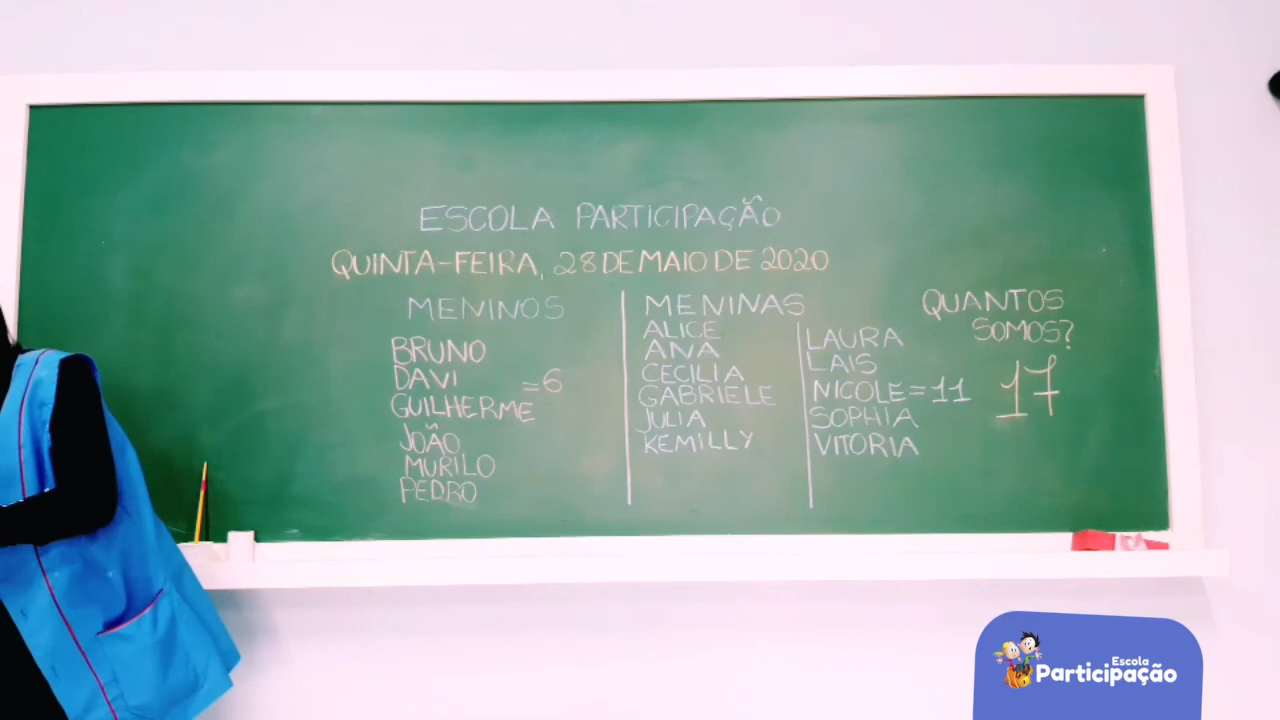 ESCOLA PARTICIPAÇÃO
QUINTA-FEIRA, 28 DE MAIO DE 2020
MENINOS
BRUNO
DAVI
GUILHERME
=6
JOÃO
MURILO
PEDRO
MENINAS
ALICE
ANA
CECILIA
GABRIELE
JULIA
KEMILLY
LAURA
LAIS
NICOLE=11
SOPHIA
VITORIA
QUANTOS
SOMOS?
17
Escola
Participação